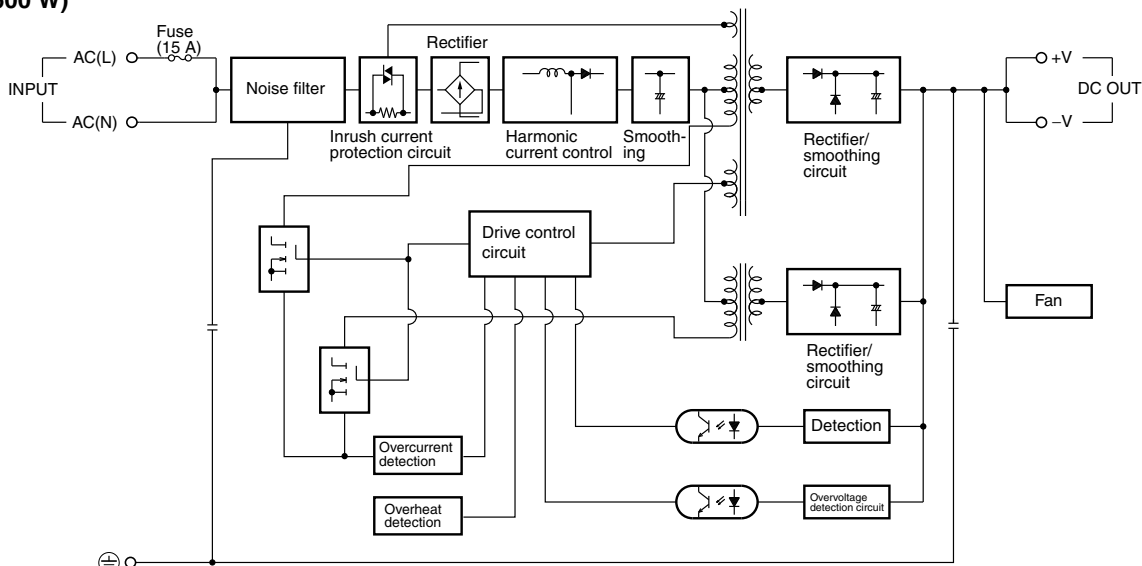 Fuse
(15 A)
AC(L)
INPUT
AC(N)
Noise filter
Inrush current
protection circuit
Rectifier
Harmonic
current control
Smooth-
ing
Rectifier/
smoothing
circuit
+V
DC OUT
–V
Drive control
circuit
Rectifier/
smoothing
circuit
Fan
Overcurrent
detection
Overheat
detection
Detection
Overvoltage
detection circuit